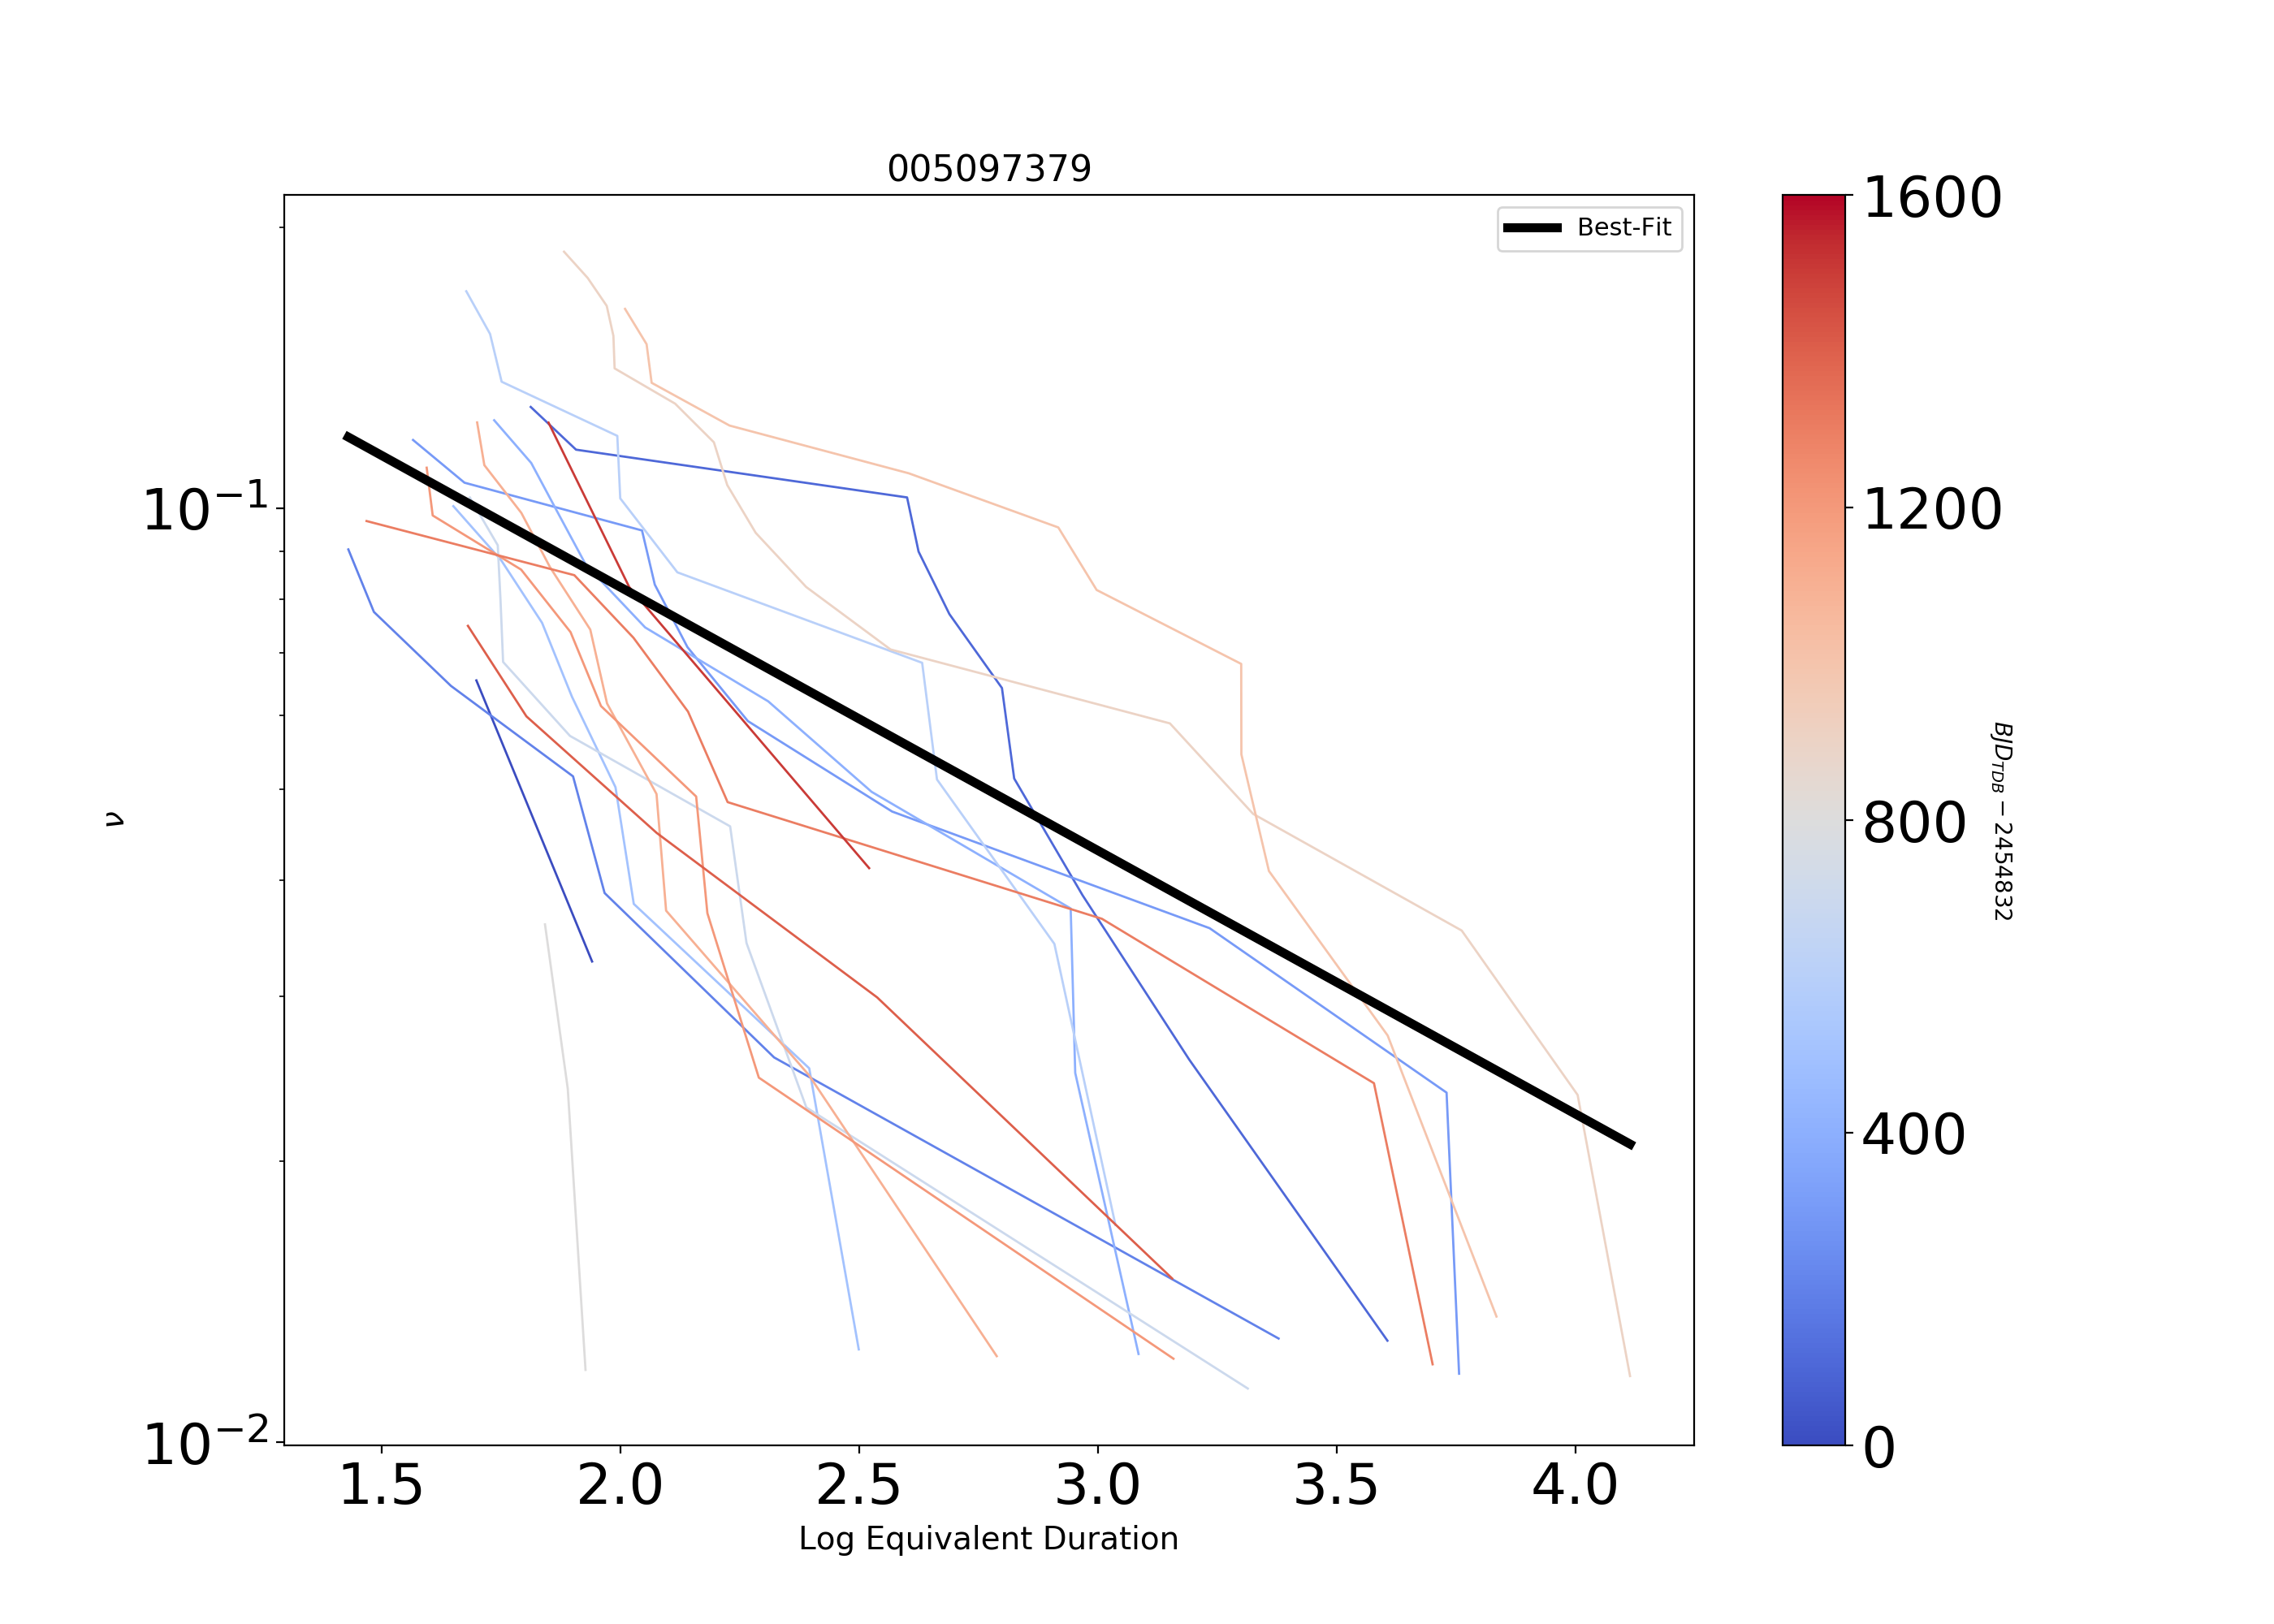 005097379
Best-Fit
10⁻¹
10⁻²
ν
1.5 2.0 2.5 3.0 3.5 4.0
Log Equivalent Duration
1600
1200
800
400
0
BJD_TDB − 2454832